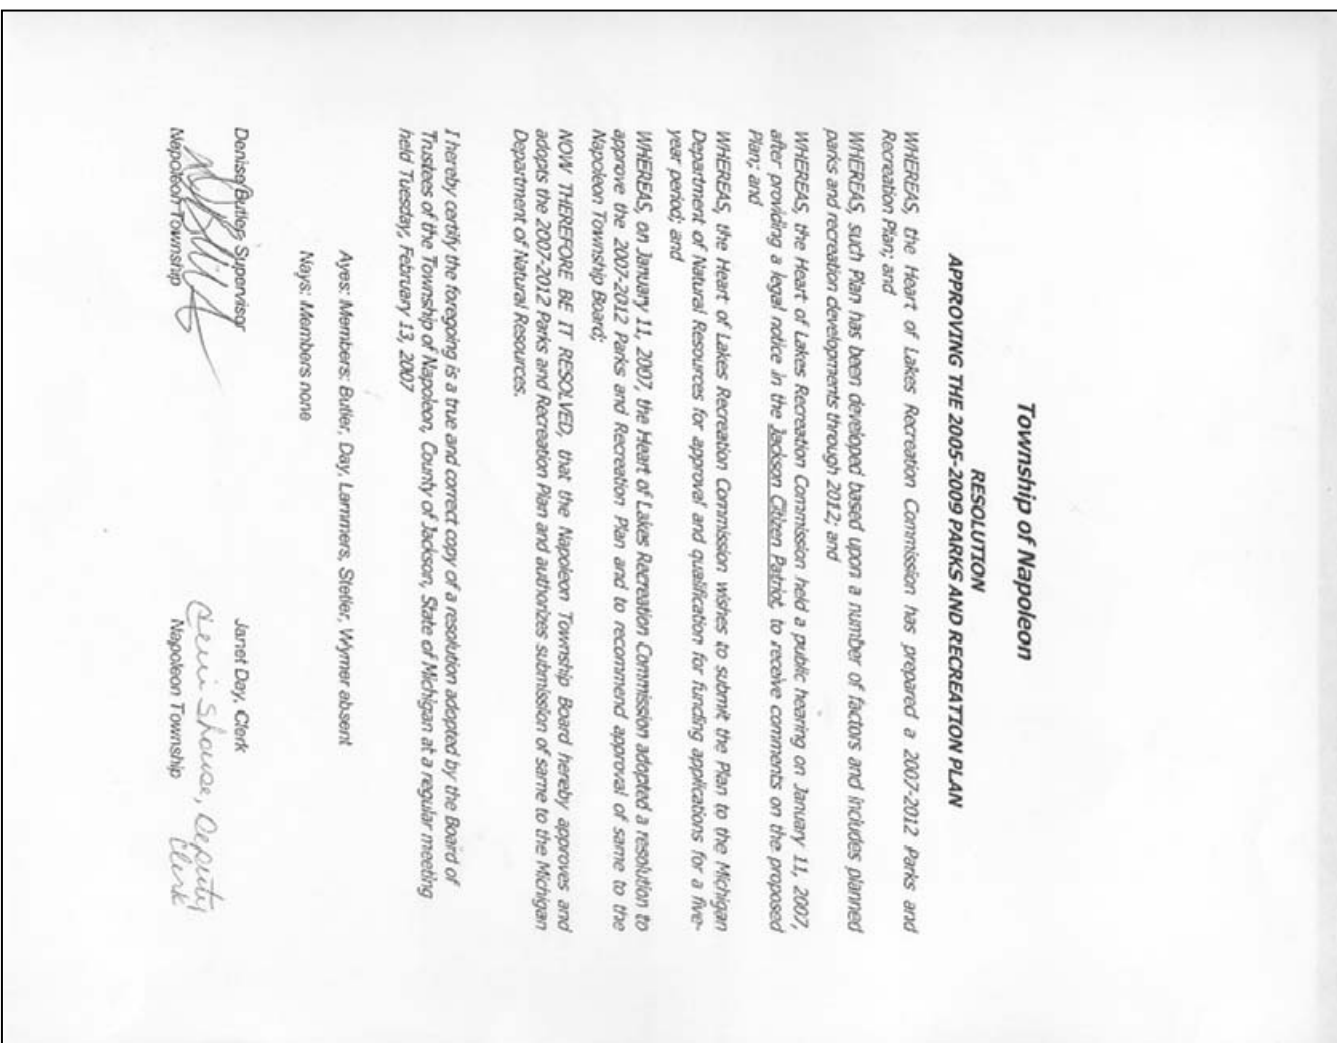 Township of Napoleon
RESOLUTION
APPROVING THE 2005-2009 PARKS AND RECREATION PLAN
WHEREAS, the Heart of Lakes Recreation Commission has prepared a 2007-2012 Parks and
Recreation Plan; and
WHEREAS, such Plan has been developed based upon a number of factors and includes planned
parks and recreation developments through 2012; and
WHEREAS, the Heart of Lakes Recreation Commission held a public hearing on January 11, 2007,
after providing a legal notice in the Jackson Citizen Patriot, to receive comments on the proposed
Plan; and
WHEREAS, the Heart of Lakes Recreation Commission wishes to submit the Plan to the Michigan
Department of Natural Resources for approval and qualification for funding applications for a five-
year period; and
WHEREAS, on January 11, 2007, the Heart of Lakes Recreation Commission adopted a resolution to
approve the 2007-2012 Parks and Recreation Plan and to recommend approval of same to the
Napoleon Township Board;
NOW THEREFORE BE IT RESOLVED, that the Napoleon Township Board hereby approves and
adopts the 2007-2012 Parks and Recreation Plan and authorizes submission of same to the Michigan
Department of Natural Resources.
I hereby certify the foregoing is a true and correct copy of a resolution adopted by the Board of
Trustees of the Township of Napoleon, County of Jackson, State of Michigan at a regular meeting
held Tuesday, February 13, 2007
Ayes: Members: Butler, Day, Lammers, Stetler, Wymer absent
Nays: Members none
Denise Butler, Supervisor
Napoleon Township
Janet Day, Clerk
Shouse, Deputy
Clerk
Napoleon Township